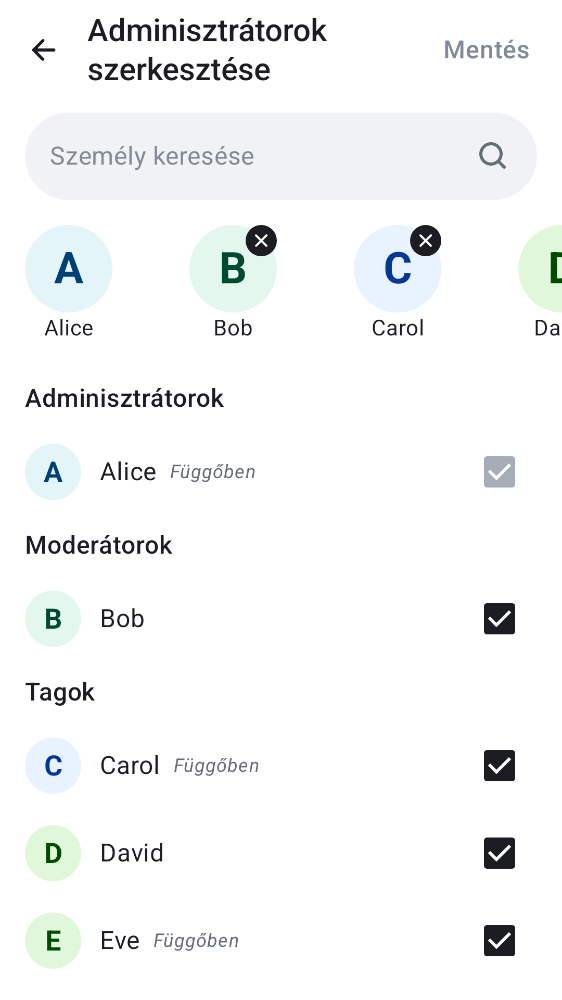 Adminisztrátorok
szerkesztése
Mentés
Személy keresése
A
B
C
D
Alice
Bob
Carol
Da
Adminisztrátorok
A Alice Függőben
Moderátorok
B Bob
Tagok
C Carol Függőben
D David
E Eve Függőben